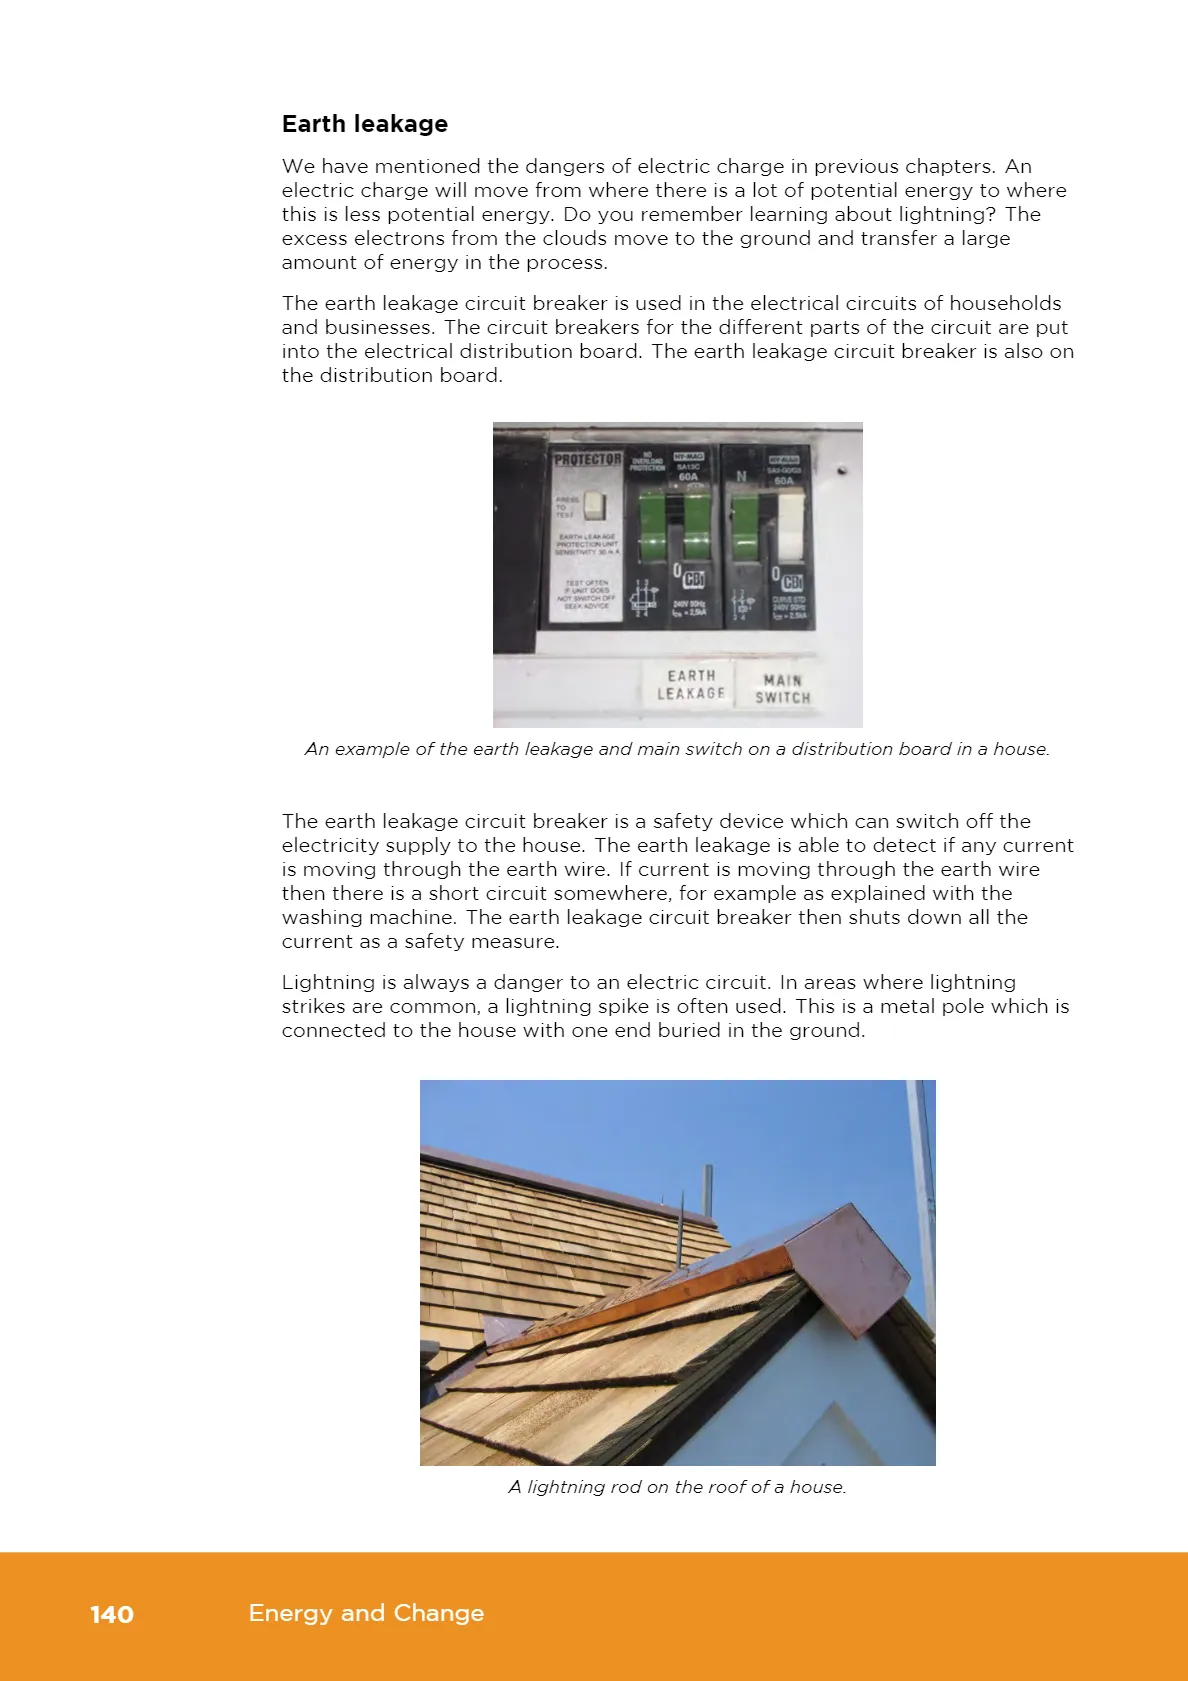 Earth leakage
We have mentioned the dangers of electric charge in previous chapters. An
electric charge will move from where there is a lot of potential energy to where
this is less potential energy. Do you remember learning about lightning? The
excess electrons from the clouds move to the ground and transfer a large
amount of energy in the process.
The earth leakage circuit breaker is used in the electrical circuits of households
and businesses. The circuit breakers for the different parts of the circuit are put
into the electrical distribution board. The earth leakage circuit breaker is also on
the distribution board.
PROTECTOR
PRESS
TO
TEST
EARTH LEAKAGE
PROTECTION UNIT
SENSITIVITY 30 mA
TEST OFTEN
IF UNIT DOES
NOT SWITCH OFF
SEEK ADVICE
NO
OVERLOAD
PROTECTION
HY-MAG
SA13C
60A
0
CBi
240V 50Hz
N
HY-MAG
60A
0
CBi
CURVE STD
240V 50Hz
EARTH
LEAKAGE
MAIN
SWITCH
An example of the earth leakage and main switch on a distribution board in a house.
The earth leakage circuit breaker is a safety device which can switch off the
electricity supply to the house. The earth leakage is able to detect if any current
is moving through the earth wire. If current is moving through the earth wire
then there is a short circuit somewhere, for example as explained with the
washing machine. The earth leakage circuit breaker then shuts down all the
current as a safety measure.
Lightning is always a danger to an electric circuit. In areas where lightning
strikes are common, a lightning spike is often used. This is a metal pole which is
connected to the house with one end buried in the ground.
A lightning rod on the roof of a house.
140
Energy and Change